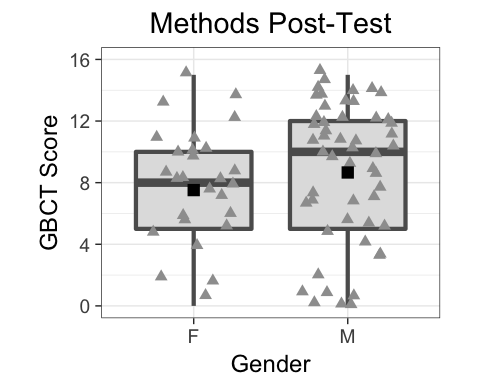 Methods Post-Test
16
12
8
4
0
GBCT Score
F M
Gender